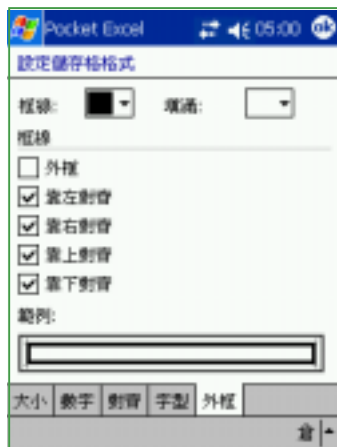 Pocket Excel 05:00 ok
設定儲存格格式
框線: 填滿:
框線
外框
靠左對齊
靠右對齊
靠上對齊
靠下對齊
範例:
大小 數字 對齊 字型 外框
倉